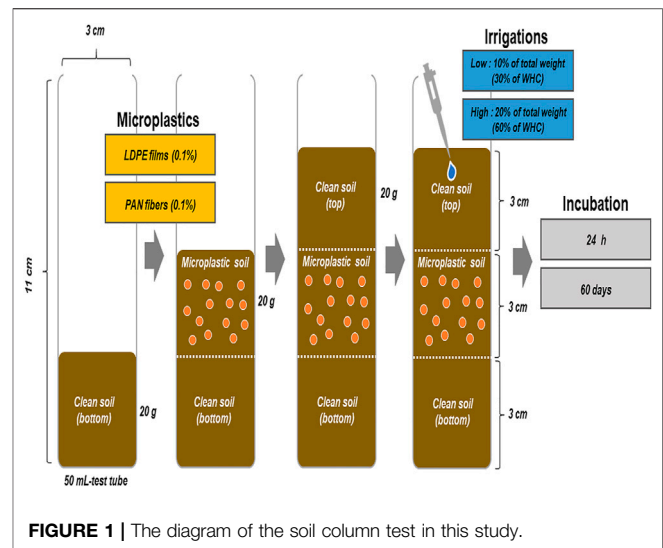 3 cm
11 cm
Microplastics
LDPE films (0.1%)
PAN fibers (0.1%)
Clean soil
(bottom)
20 g
50 mL-test tube
Microplastic soil
20 g
Clean soil
(bottom)
Clean soil
(top)
20 g
Microplastic soil
Clean soil
(bottom)
Irrigations
Low : 10% of total weight
(30% of WHC)
High : 20% of total weight
(60% of WHC)
Clean soil
(top)
3 cm
Microplastic soil
3 cm
Clean soil
(bottom)
3 cm
Incubation
24 h
60 days
FIGURE 1 | The diagram of the soil column test in this study.